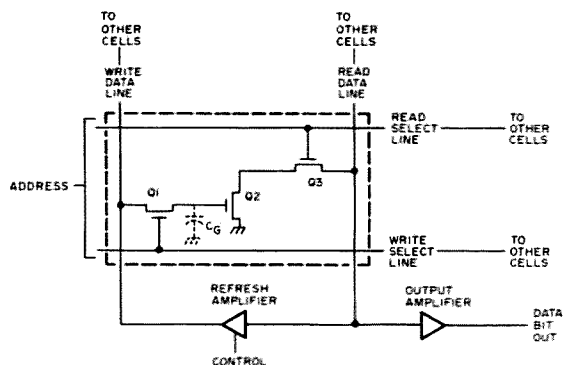 TO
OTHER
CELLS
TO
OTHER
CELLS
WRITE
DATA
LINE
READ
DATA
LINE
READ
SELECT
LINE
TO
OTHER
CELLS
ADDRESS
Q1
Q2
Q3
CG
WRITE
SELECT
LINE
TO
OTHER
CELLS
REFRESH
AMPLIFIER
OUTPUT
AMPLIFIER
DATA
BIT
OUT
CONTROL